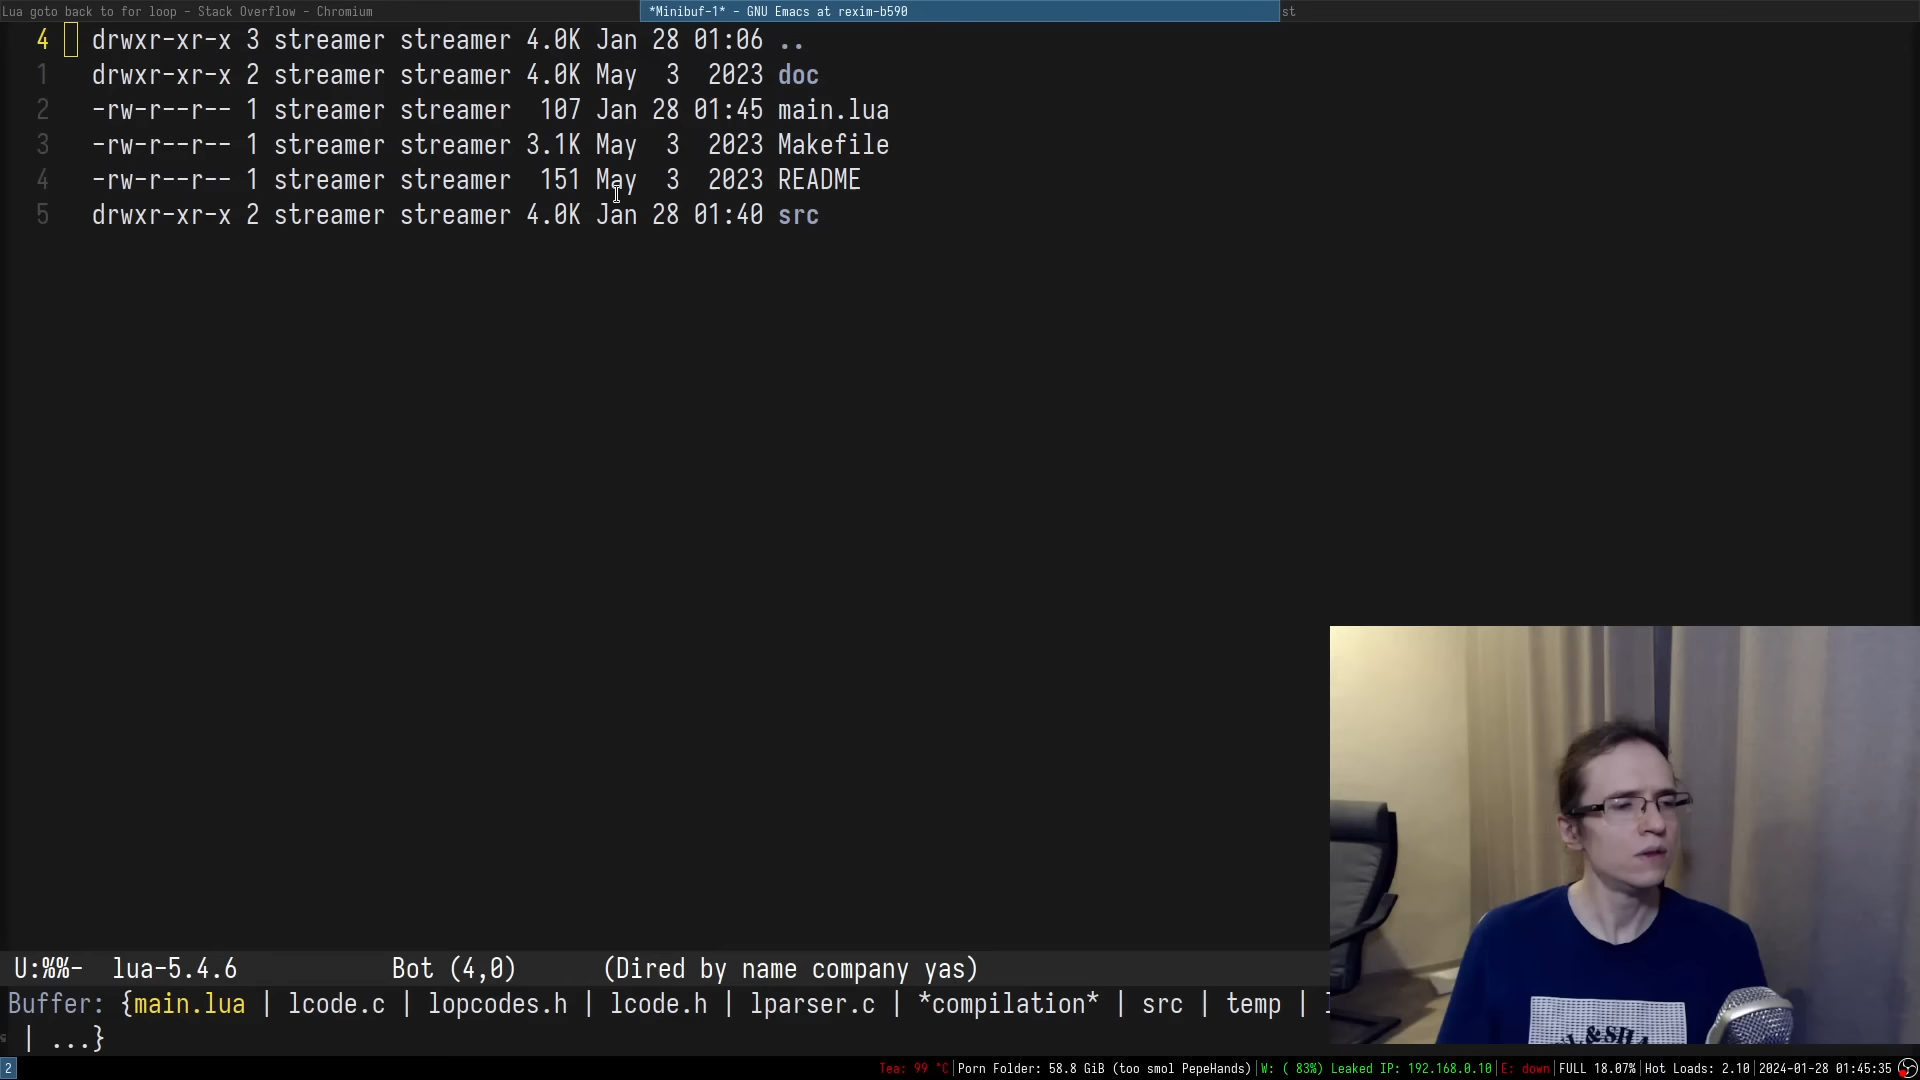 Lua goto back to for loop - Stack Overflow - Chromium
*Minibuf-1* - GNU Emacs at rexim-b590
st
4 drwxr-xr-x 3 streamer streamer 4.0K Jan 28 01:06 ..
1 drwxr-xr-x 2 streamer streamer 4.0K May 3 2023 doc
2 -rw-r--r-- 1 streamer streamer 107 Jan 28 01:45 main.lua
3 -rw-r--r-- 1 streamer streamer 3.1K May 3 2023 Makefile
4 -rw-r--r-- 1 streamer streamer 151 May 3 2023 README
5 drwxr-xr-x 2 streamer streamer 4.0K Jan 28 01:40 src
U:%%- lua-5.4.6 Bot (4,0) (Dired by name company yas)
Buffer: {main.lua | lcode.c | lopcodes.h | lcode.h | lparser.c | *compilation* | src | temp |
| ...}
2 Tea: 99 °C | Porn Folder: 58.8 GiB (too smol PepeHands) | W: ( 83%) Leaked IP: 192.168.0.10 | E: down | FULL 18.07% | Hot Loads: 2.10 | 2024-01-28 01:45:35